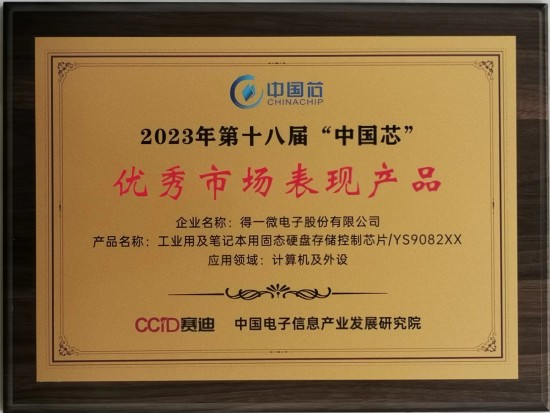 中国芯
CHINACHIP
2023年第十八届“中国芯”
优秀市场表现产品
企业名称：得一微电子股份有限公司
产品名称：工业用及笔记本用固态硬盘存储控制芯片/YS9082XX
应用领域：计算机及外设
CCID赛迪 中国电子信息产业发展研究院